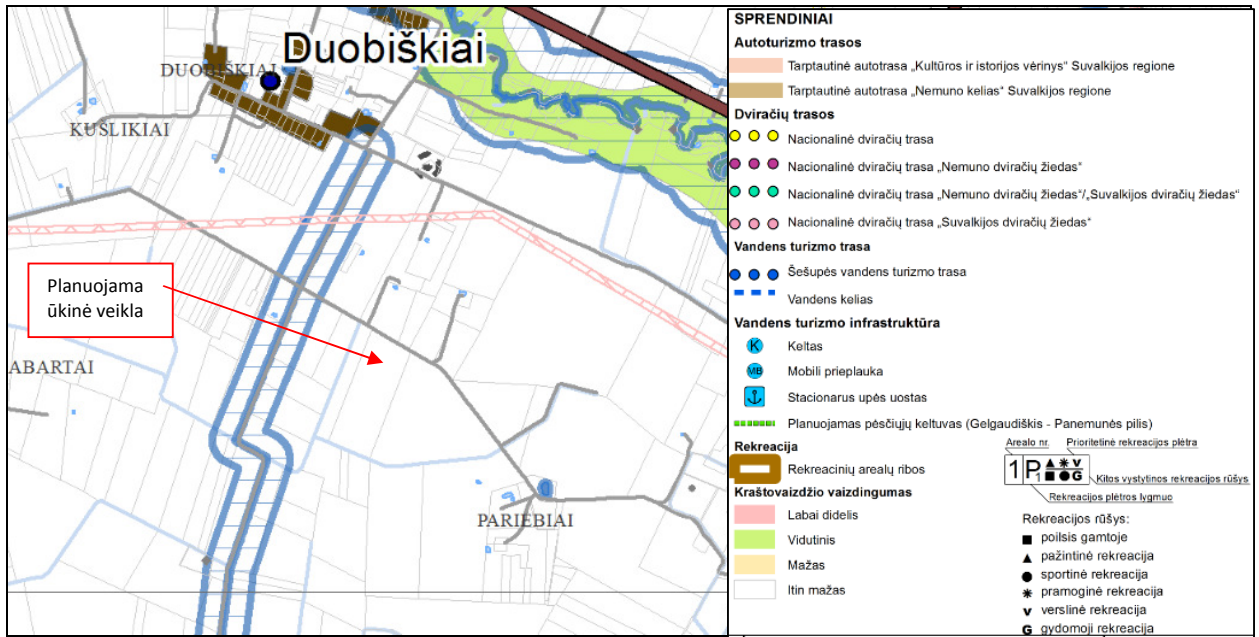 Duobiškiai
DUOBIŠKIAI
KUSLIKIAI
Planuojama
ūkinė veikla
ABARTAI
PARIEBIAI
SPRENDINIAI
Autoturizmo trasos
Tarptautinė autotrasa „Kultūros ir istorijos vėrinys“ Suvalkijos regione
Tarptautinė autotrasa „Nemuno kelias“ Suvalkijos regione
Dviračių trasos
Nacionalinė dviračių trasa
Nacionalinė dviračių trasa „Nemuno dviračių žiedas“
Nacionalinė dviračių trasa „Nemuno dviračių žiedas“/„Suvalkijos dviračių žiedas“
Nacionalinė dviračių trasa „Suvalkijos dviračių žiedas“
Vandens turizmo trasa
Šešupės vandens turizmo trasa
Vandens kelias
Vandens turizmo infrastruktūra
K Keltas
MB Mobili prieplauka
Stacionarus upės uostas
Planuojamas pėsčiųjų keltuvas (Gelgaudiškis - Panemunės pilis)
Rekreacija
Rekreacinių arealų ribos
Kraštovaizdžio vaizdingumas
Labai didelis
Vidutinis
Mažas
Itin mažas
Arealo nr. Prioritetinė rekreacijos plėtra
1 P1 v G
Kitos vystytinos rekreacijos rūšys
Rekreacijos plėtros lygmuo
Rekreacijos rūšys:
poilsis gamtoje
pažintinė rekreacija
sportinė rekreacija
pramoginė rekreacija
v verslinė rekreacija
G gydomoji rekreacija